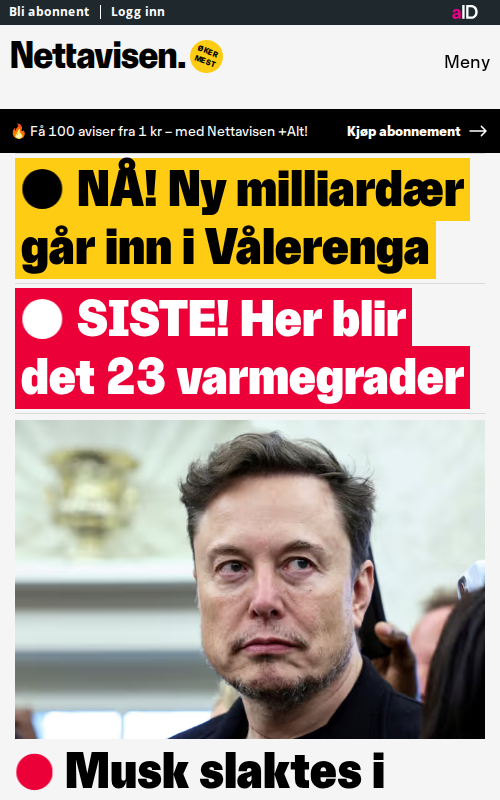 Bli abonnent
Logg inn
aID
Nettavisen.
ØKER
MEST
Meny
🔥 Få 100 aviser fra 1 kr – med Nettavisen +Alt!
Kjøp abonnement →
NÅ! Ny milliardær
går inn i Vålerenga
SISTE! Her blir
det 23 varmegrader
Musk slaktes i